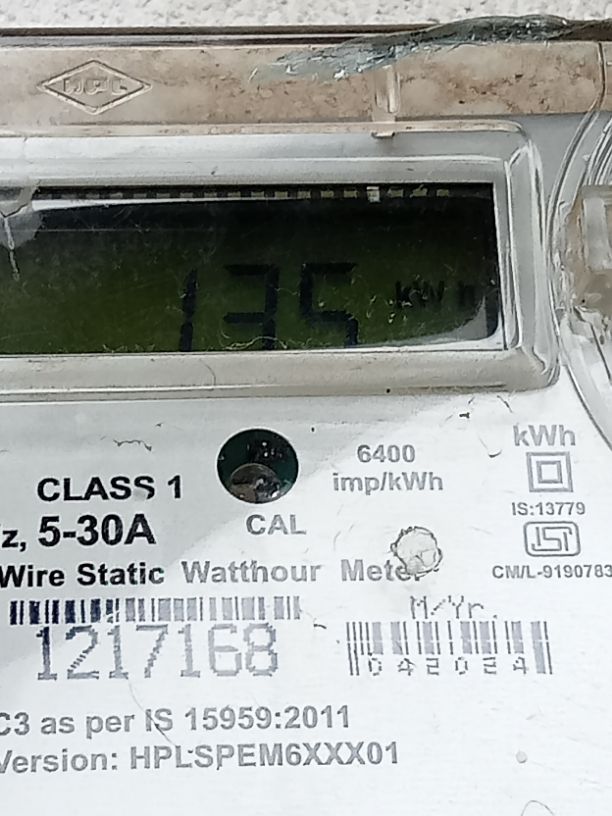 HPL
135 kWh
kWh
6400
imp/kWh
CLASS 1
IS:13779
z, 5-30A
CAL
CM/L-9190783
Wire Static Watthour Meter
M/Yr.
1217168
042024
C3 as per IS 15959:2011
Version: HPLSPEM6XXX01